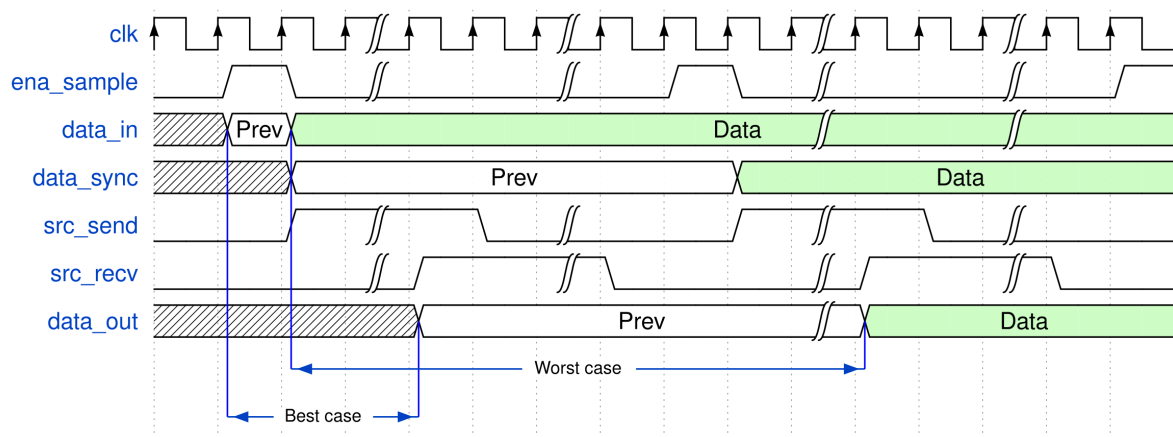 clk
ena_sample
data_in Prev Data
data_sync Prev Data
src_send
src_recv
data_out Prev Data
Worst case
Best case